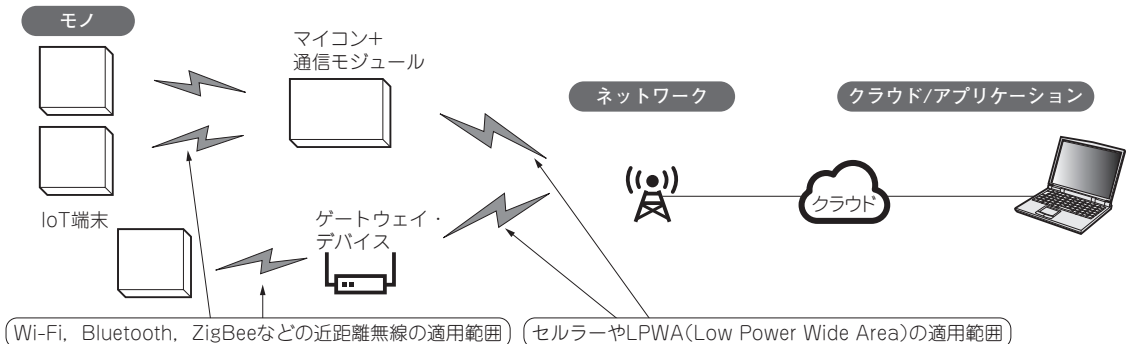 モノ
マイコン+
通信モジュール
ネットワーク
クラウド/アプリケーション
クラウド
IoT端末
ゲートウェイ・
デバイス
Wi-Fi, Bluetooth, ZigBeeなどの近距離無線の適用範囲
セルラーやLPWA(Low Power Wide Area)の適用範囲